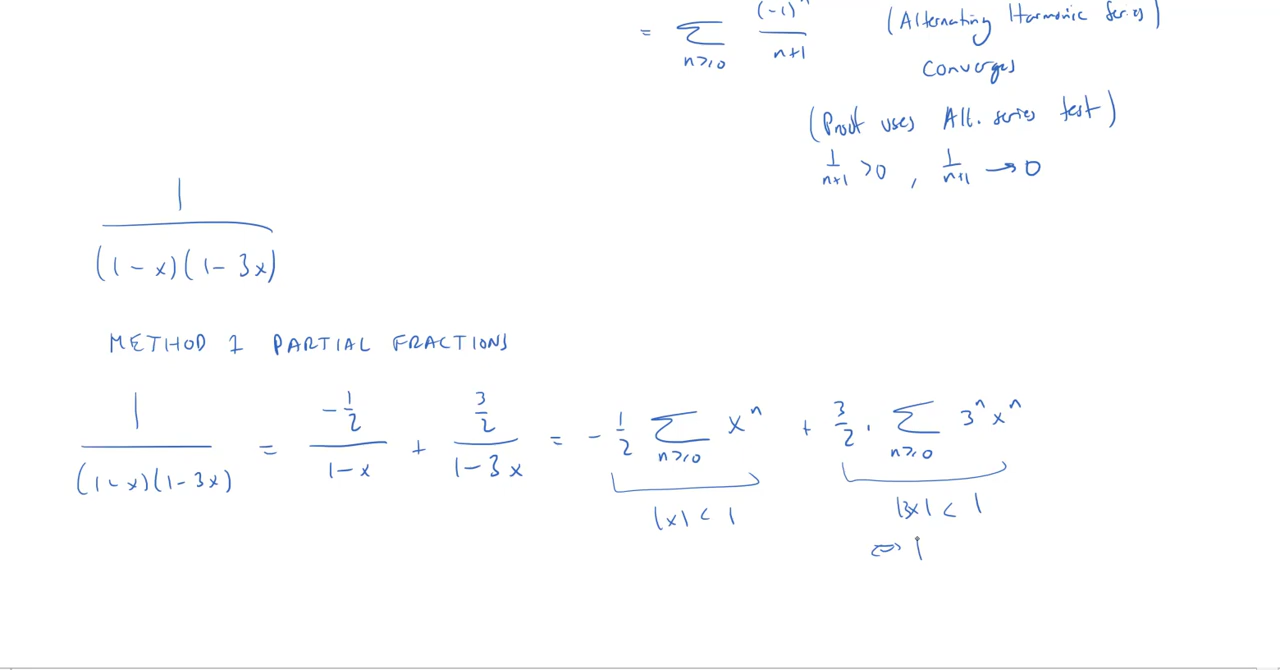 = ∑_{n≥0} (-1)^n / (n+1) (Alternating Harmonic Series)
Converges
(Proof uses Alt. series test)
1/(n+1) > 0 , 1/(n+1) → 0
1 / ((1-x)(1-3x))
METHOD 1 PARTIAL FRACTIONS
1 / ((1-x)(1-3x)) = (-1/2) / (1-x) + (3/2) / (1-3x) = - 1/2 ∑_{n≥0} x^n + 3/2 · ∑_{n≥0} 3^n x^n
|x| < 1 |3x| < 1
⇔ |